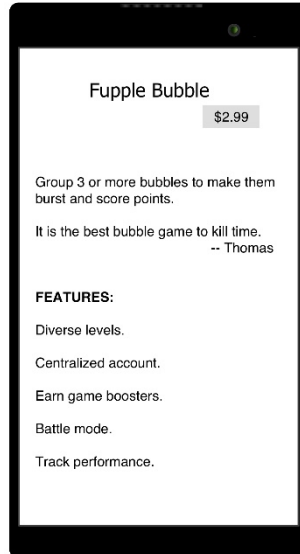 Fupple Bubble
$2.99
Group 3 or more bubbles to make them
burst and score points.
It is the best bubble game to kill time.
-- Thomas
FEATURES:
Diverse levels.
Centralized account.
Earn game boosters.
Battle mode.
Track performance.